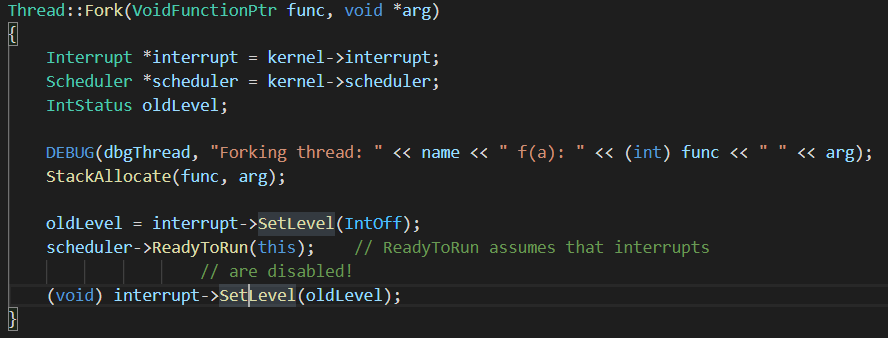 Thread::Fork(VoidFunctionPtr func, void *arg)
{
    Interrupt *interrupt = kernel->interrupt;
    Scheduler *scheduler = kernel->scheduler;
    IntStatus oldLevel;

    DEBUG(dbgThread, "Forking thread: " << name << " f(a): " << (int) func << " " << arg);
    StackAllocate(func, arg);

    oldLevel = interrupt->SetLevel(IntOff);
    scheduler->ReadyToRun(this);    // ReadyToRun assumes that interrupts
                    // are disabled!
    (void) interrupt->SetLevel(oldLevel);
}